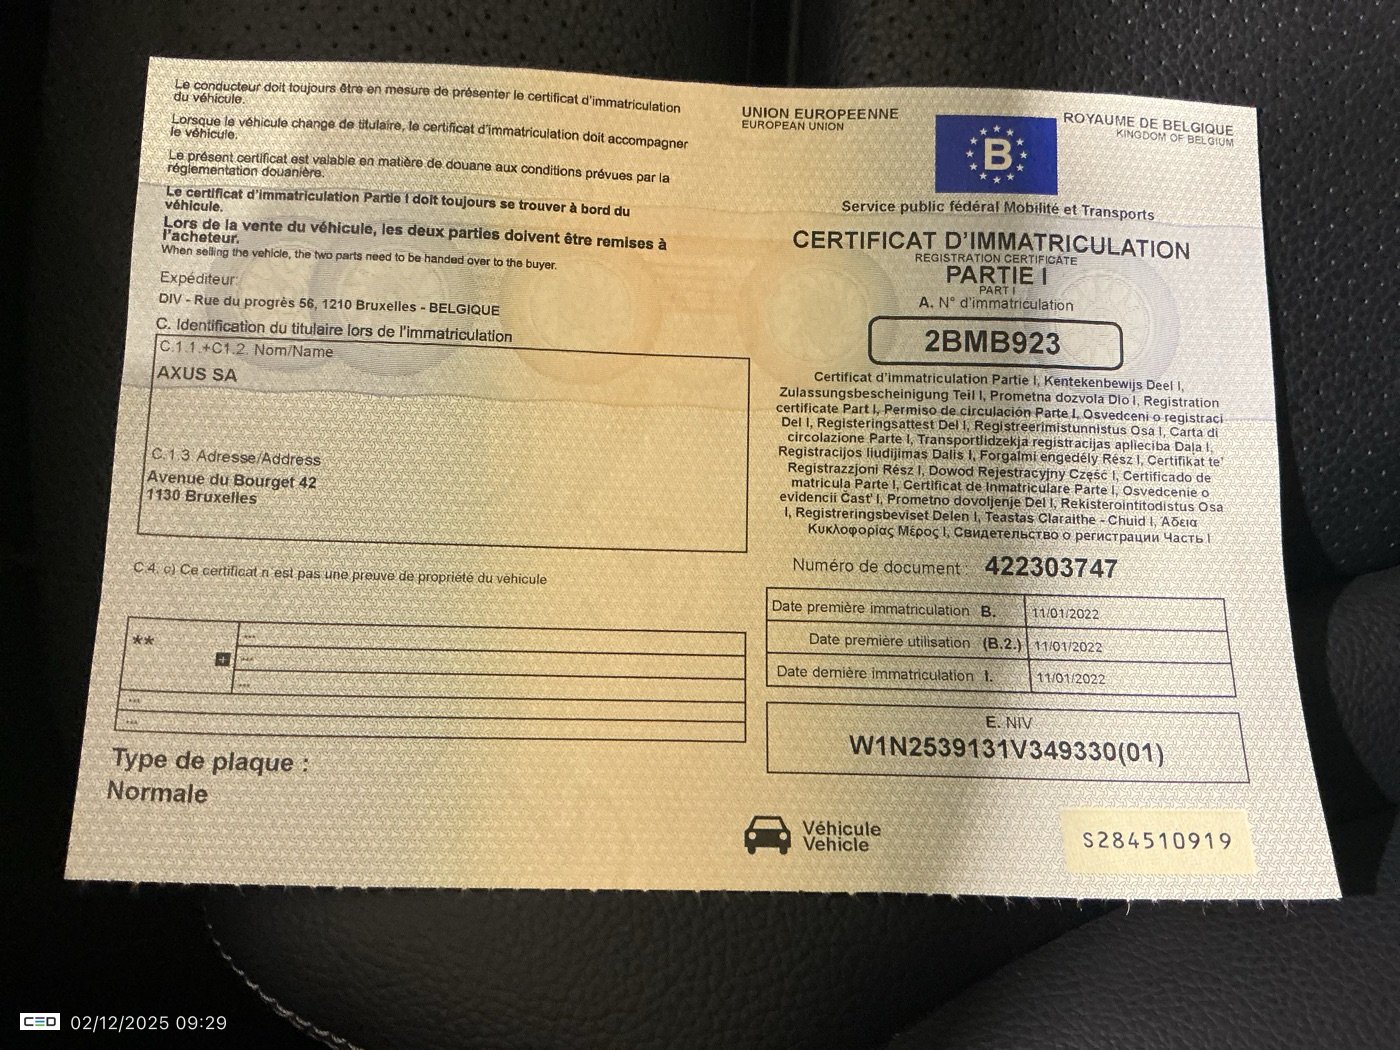 Le conducteur doit toujours être en mesure de présenter le certificat d'immatriculation
du véhicule.
Lorsque le véhicule change de titulaire, le certificat d'immatriculation doit accompagner
le véhicule.
Le présent certificat est valable en matière de douane aux conditions prévues par la
réglementation douanière.
Le certificat d'immatriculation Partie I doit toujours se trouver à bord du
véhicule.
Lors de la vente du véhicule, les deux parties doivent être remises à
l'acheteur.
When selling the vehicle, the two parts need to be handed over to the buyer.
Expéditeur:
DIV - Rue du progrès 56, 1210 Bruxelles - BELGIQUE
C. Identification du titulaire lors de l'immatriculation
C.1.1.+C1.2. Nom/Name
AXUS SA
C.1.3 Adresse/Address
Avenue du Bourget 42
1130 Bruxelles
C.4. c) Ce certificat n'est pas une preuve de propriété du véhicule
**
---
+ ---
---
---
---
Type de plaque :
Normale
UNION EUROPEENNE
EUROPEAN UNION
B
ROYAUME DE BELGIQUE
KINGDOM OF BELGIUM
Service public fédéral Mobilité et Transports
CERTIFICAT D'IMMATRICULATION
REGISTRATION CERTIFICATE
PARTIE I
PART I
A. N° d'immatriculation
2BMB923
Certificat d'immatriculation Partie I, Kentekenbewijs Deel I,
Zulassungsbescheinigung Teil I, Prometna dozvola Dio I, Registration
certificate Part I, Permiso de circulación Parte I, Osvedceni o registraci
Del I, Registeringsattest Del I, Registreerimistunnistus Osa I, Carta di
circolazione Parte I, Transportlidzekja registracijas aplieciba Daļa I,
Registracijos liudijimas Dalis I, Forgalmi engedély Rész I, Certifikat te'
Registrazzjoni Rész I, Dowod Rejestracyjny Część I, Certificado de
matricula Parte I, Certificat de Inmatriculare Parte I, Osvedcenie o
evidencii Cast' I, Prometno dovoljenje Del I, Rekisterointitodistus Osa
I, Registreringsbeviset Delen I, Teastas Claraithe - Chuid I, Άδεια
Κυκλοφορίας Μέρος I, Свидетельство о регистрации Часть I
Numéro de document : 422303747
Date première immatriculation B. 11/01/2022
Date première utilisation (B.2.) 11/01/2022
Date dernière immatriculation I. 11/01/2022
E. NIV
W1N2539131V349330(01)
Véhicule
Vehicle
S284510919
CED 02/12/2025 09:29